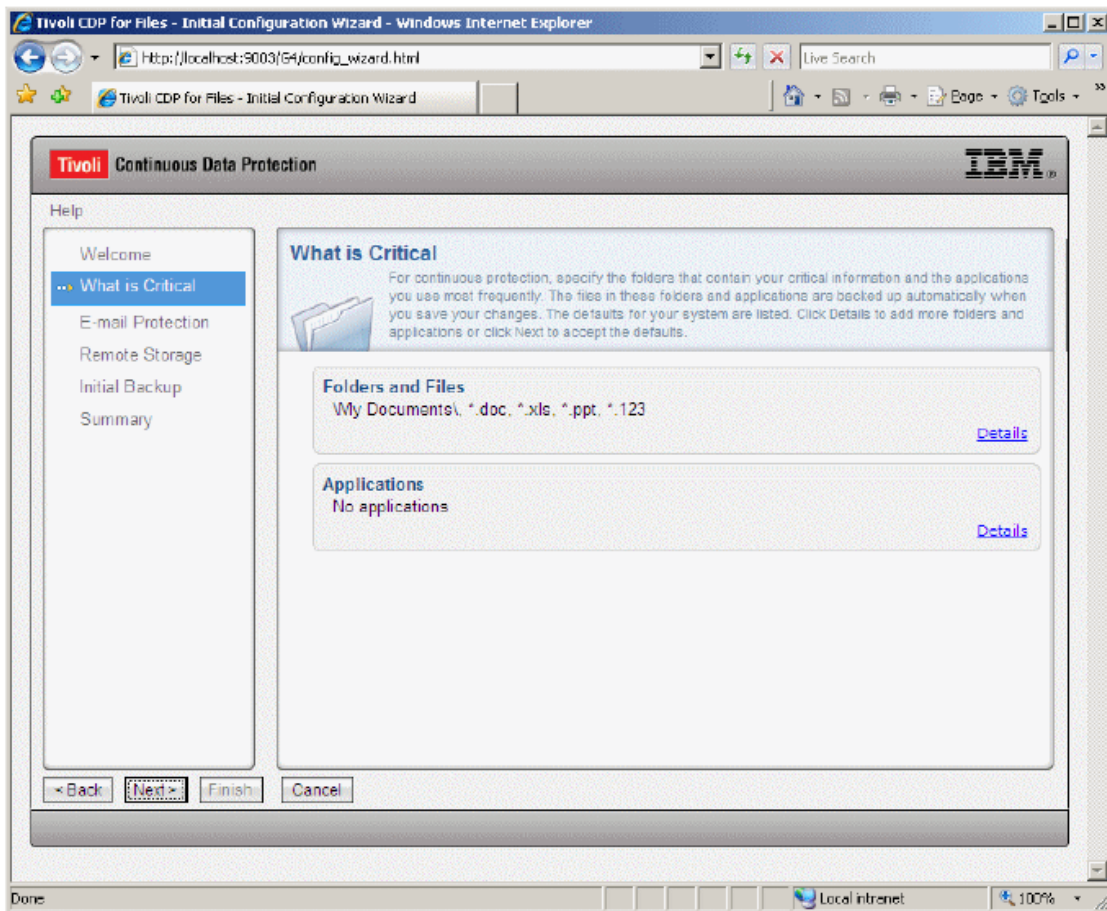 Tivoli CDP for Files - Initial Configuration Wizard - Windows Internet Explorer
Http://localhost:9003/G4/config_wizard.html
Live Search
Tivoli CDP for Files - Initial Configuration Wizard
Page
Tools
Tivoli Continuous Data Protection
IBM®
Help
Welcome
What is Critical
E-mail Protection
Remote Storage
Initial Backup
Summary
What is Critical
For continuous protection, specify the folders that contain your critical information and the applications
you use most frequently. The files in these folders and applications are backed up automatically when
you save your changes. The defaults for your system are listed. Click Details to add more folders and
applications or click Next to accept the defaults.
Folders and Files
\My Documents\, *.doc, *.xls, *.ppt, *.123
Details
Applications
No applications
Details
< Back
Next >
Finish
Cancel
Done
Local intranet
100%